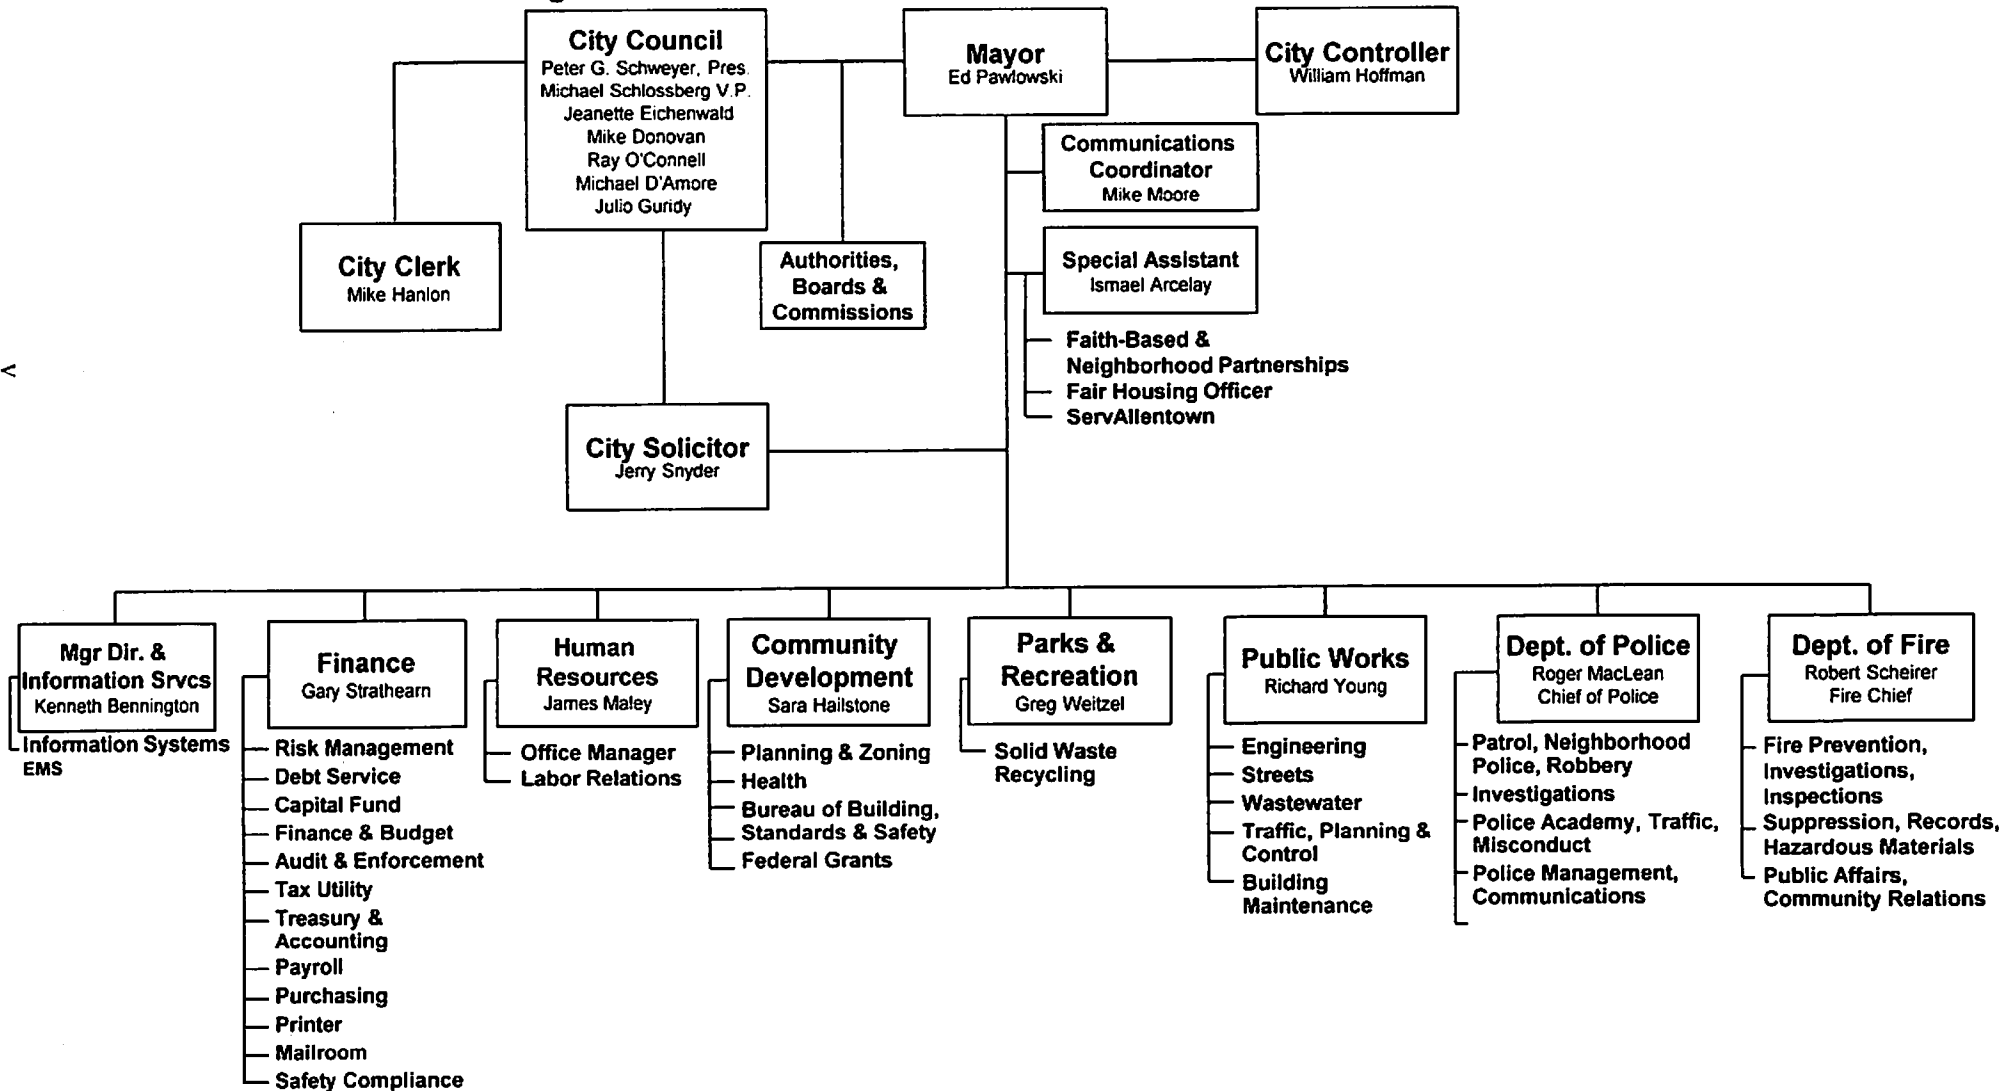 City Council
Peter G. Schweyer, Pres.
Michael Schlossberg V.P.
Jeanette Eichenwald
Mike Donovan
Ray O'Connell
Michael D'Amore
Julio Guridy
Mayor
Ed Pawlowski
City Controller
William Hoffman
Communications
Coordinator
Mike Moore
City Clerk
Mike Hanlon
Authorities,
Boards &
Commissions
Special Assistant
Ismael Arcelay
Faith-Based &
Neighborhood Partnerships
Fair Housing Officer
ServAllentown
<
City Solicitor
Jerry Snyder
Mgr Dir. &
Information Srvcs
Kenneth Bennington
Information Systems
EMS
Finance
Gary Strathearn
Risk Management
Debt Service
Capital Fund
Finance & Budget
Audit & Enforcement
Tax Utility
Treasury &
Accounting
Payroll
Purchasing
Printer
Mailroom
Safety Compliance
Human
Resources
James Maley
Office Manager
Labor Relations
Community
Development
Sara Hailstone
Planning & Zoning
Health
Bureau of Building,
Standards & Safety
Federal Grants
Parks &
Recreation
Greg Weitzel
Solid Waste
Recycling
Public Works
Richard Young
Engineering
Streets
Wastewater
Traffic, Planning &
Control
Building
Maintenance
Dept. of Police
Roger MacLean
Chief of Police
Patrol, Neighborhood
Police, Robbery
Investigations
Police Academy, Traffic,
Misconduct
Police Management,
Communications
Dept. of Fire
Robert Scheirer
Fire Chief
Fire Prevention,
Investigations,
Inspections
Suppression, Records,
Hazardous Materials
Public Affairs,
Community Relations